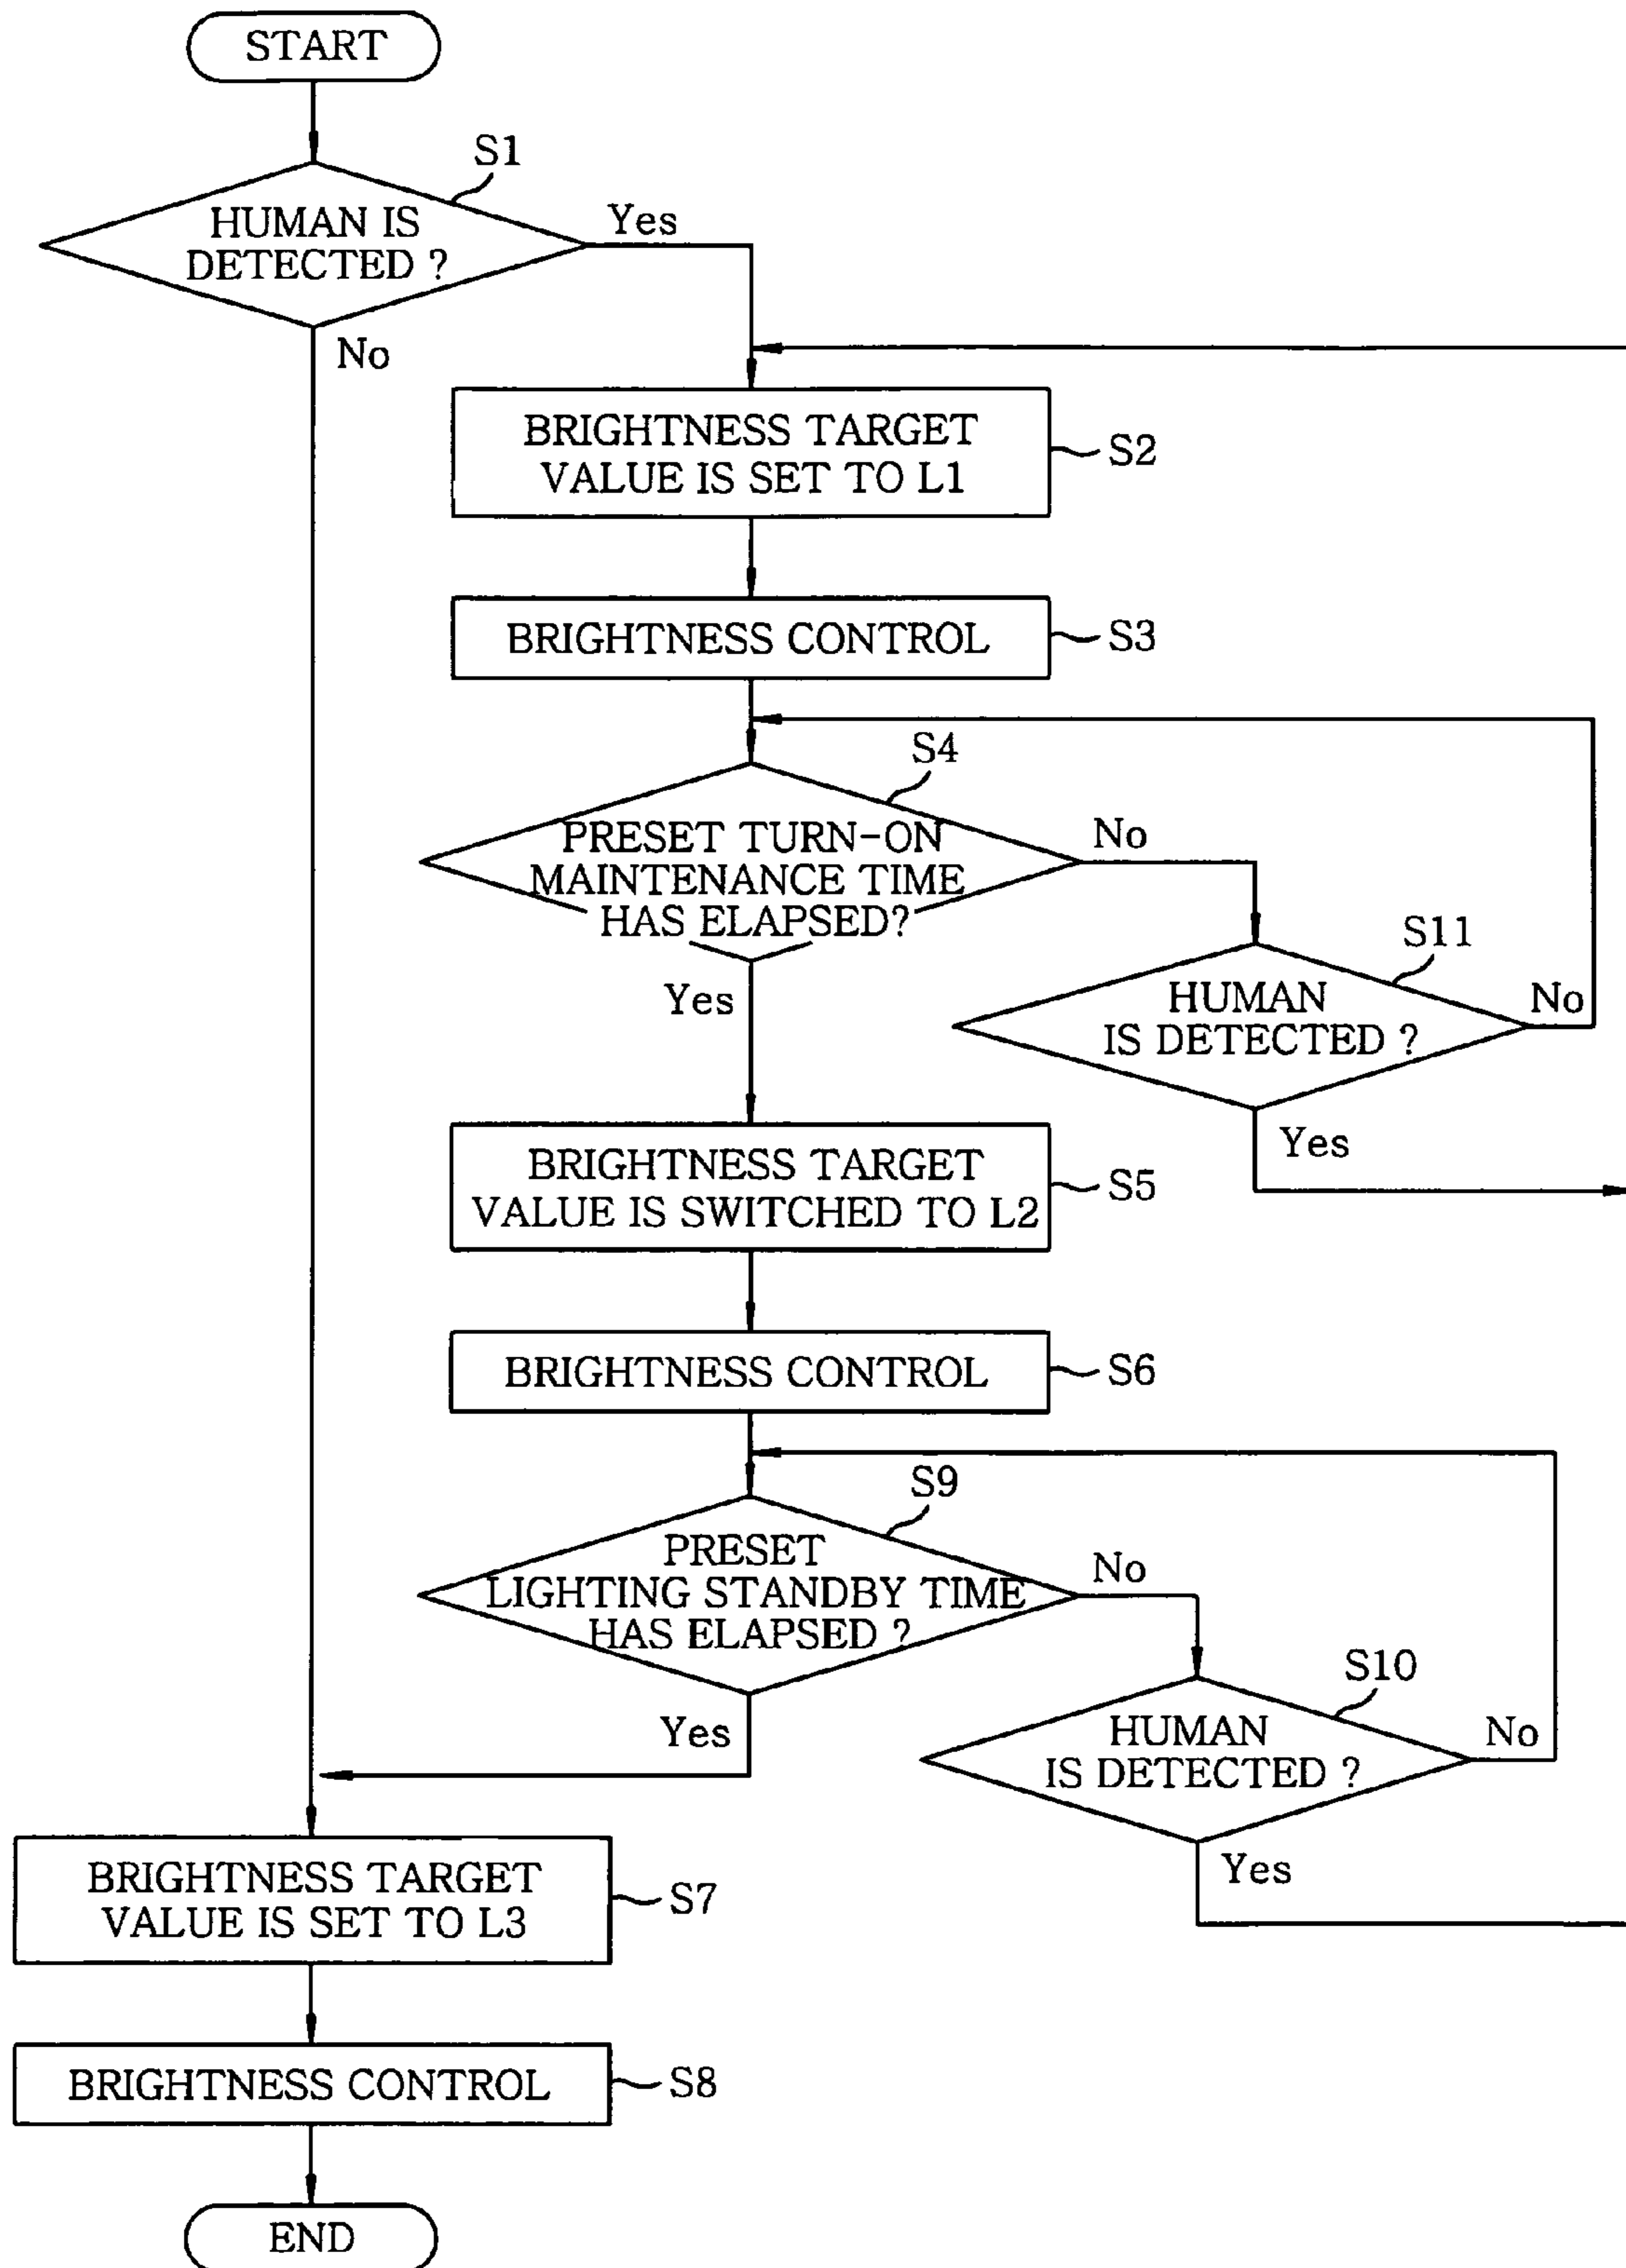 START
S1
HUMAN IS
DETECTED ?
Yes
No
BRIGHTNESS TARGET
VALUE IS SET TO L1
S2
BRIGHTNESS CONTROL
S3
S4
PRESET TURN-ON
MAINTENANCE TIME
HAS ELAPSED?
No
Yes
S11
HUMAN
IS DETECTED ?
No
Yes
BRIGHTNESS TARGET
VALUE IS SWITCHED TO L2
S5
BRIGHTNESS CONTROL
S6
S9
PRESET
LIGHTING STANDBY TIME
HAS ELAPSED ?
No
Yes
S10
HUMAN
IS DETECTED ?
No
Yes
BRIGHTNESS TARGET
VALUE IS SET TO L3
S7
BRIGHTNESS CONTROL
S8
END